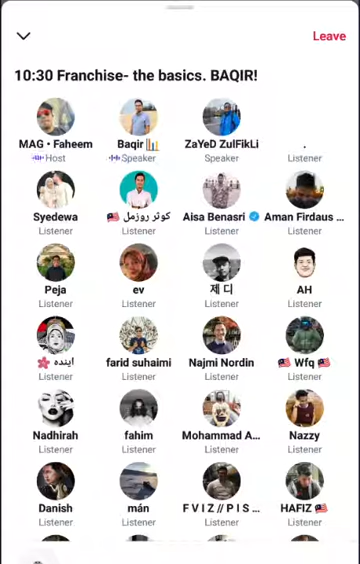 Leave
10:30 Franchise- the basics. BAQIR!
MAG • Faheem
Host
Baqir 📊
Speaker
ZaYeD ZulFikLi
Speaker
.
Listener
Syedewa
Listener
🇲🇾 كوثر روزمل
Listener
Aisa Benasri
Listener
Aman Firdaus ...
Listener
Peja
Listener
ev
Listener
제 디
Listener
AH
Listener
🌺 اينده
Listener
farid suhaimi
Listener
Najmi Nordin
Listener
🇲🇾 Wfq 🇲🇾
Listener
Nadhirah
Listener
fahim
Listener
Mohammad A...
Listener
Nazzy
Listener
Danish
Listener
mán
Listener
F V I Z // P I S ...
Listener
HAFIZ 🇲🇾
Listener